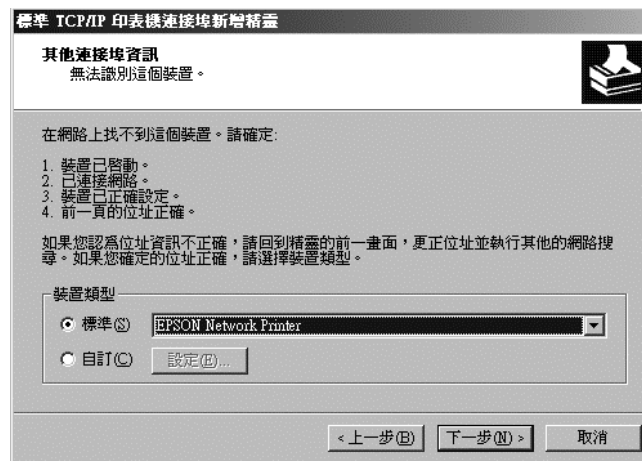 標準 TCP/IP 印表機連接埠新增精靈
其他連接埠資訊
無法識別這個裝置。
在網路上找不到這個裝置。請確定:
1. 裝置已啓動。
2. 已連接網路。
3. 裝置已正確設定。
4. 前一頁的位址正確。
如果您認爲位址資訊不正確，請回到精靈的前一畫面，更正位址並執行其他的網路搜
尋。如果您確定的位址正確，請選擇裝置類型。
裝置類型
標準(S) EPSON Network Printer
自訂(C) 設定(E)...
<上一步(B) 下一步(N)> 取消